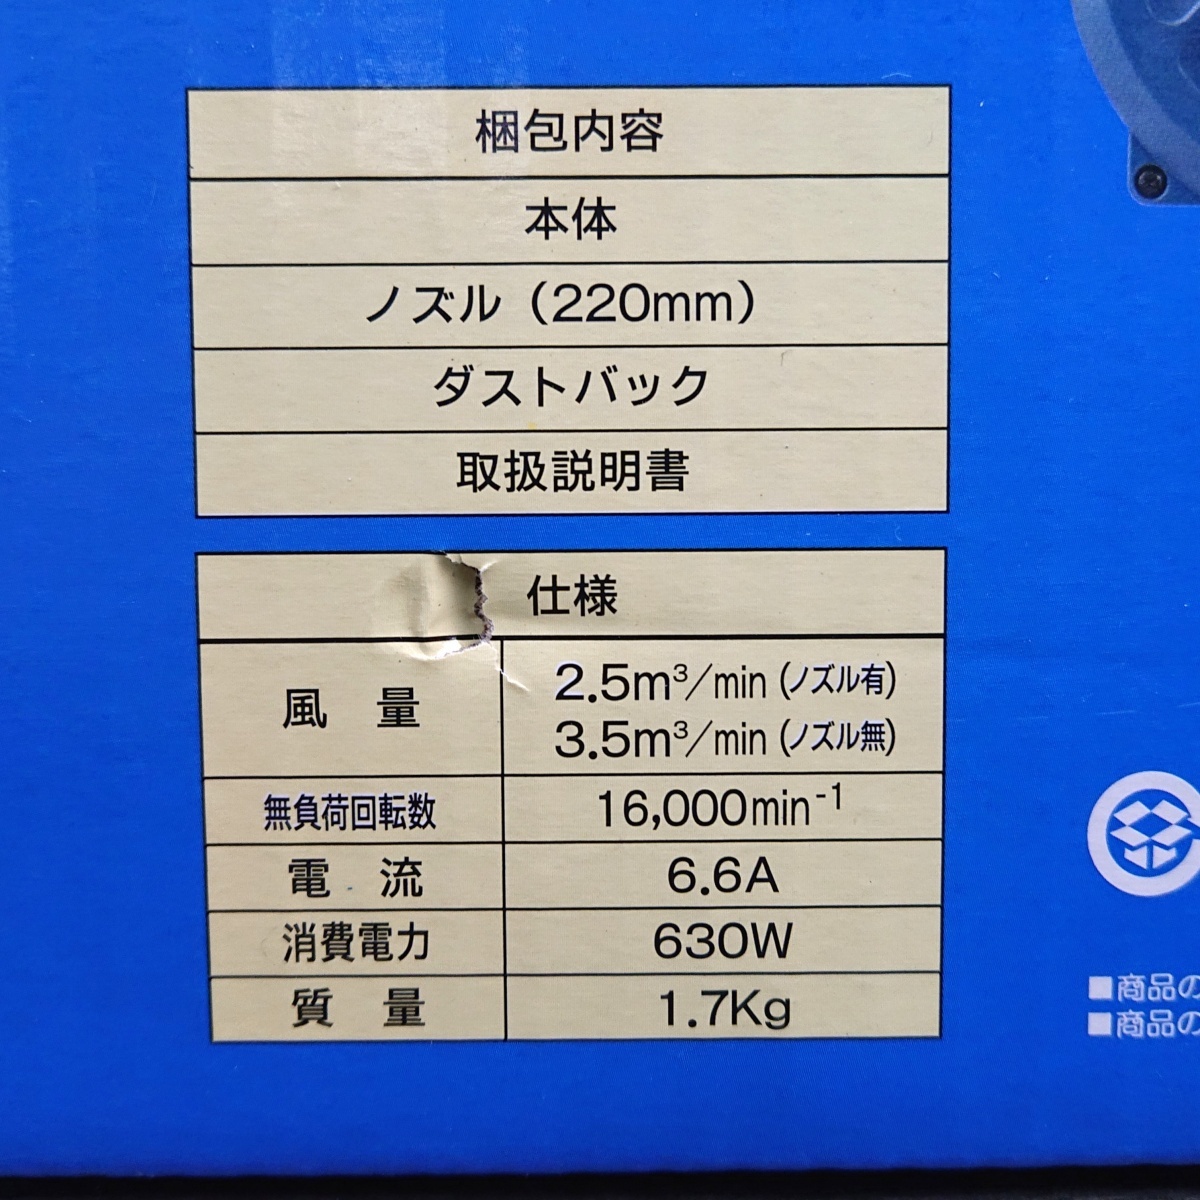 梱包内容
本体
ノズル（220mm）
ダストバック
取扱説明書
仕様
風　量
2.5m³/min (ノズル有)
3.5m³/min (ノズル無)
無負荷回転数 16,000min⁻¹
電　流 6.6A
消費電力 630W
質　量 1.7Kg
■商品の
■商品の